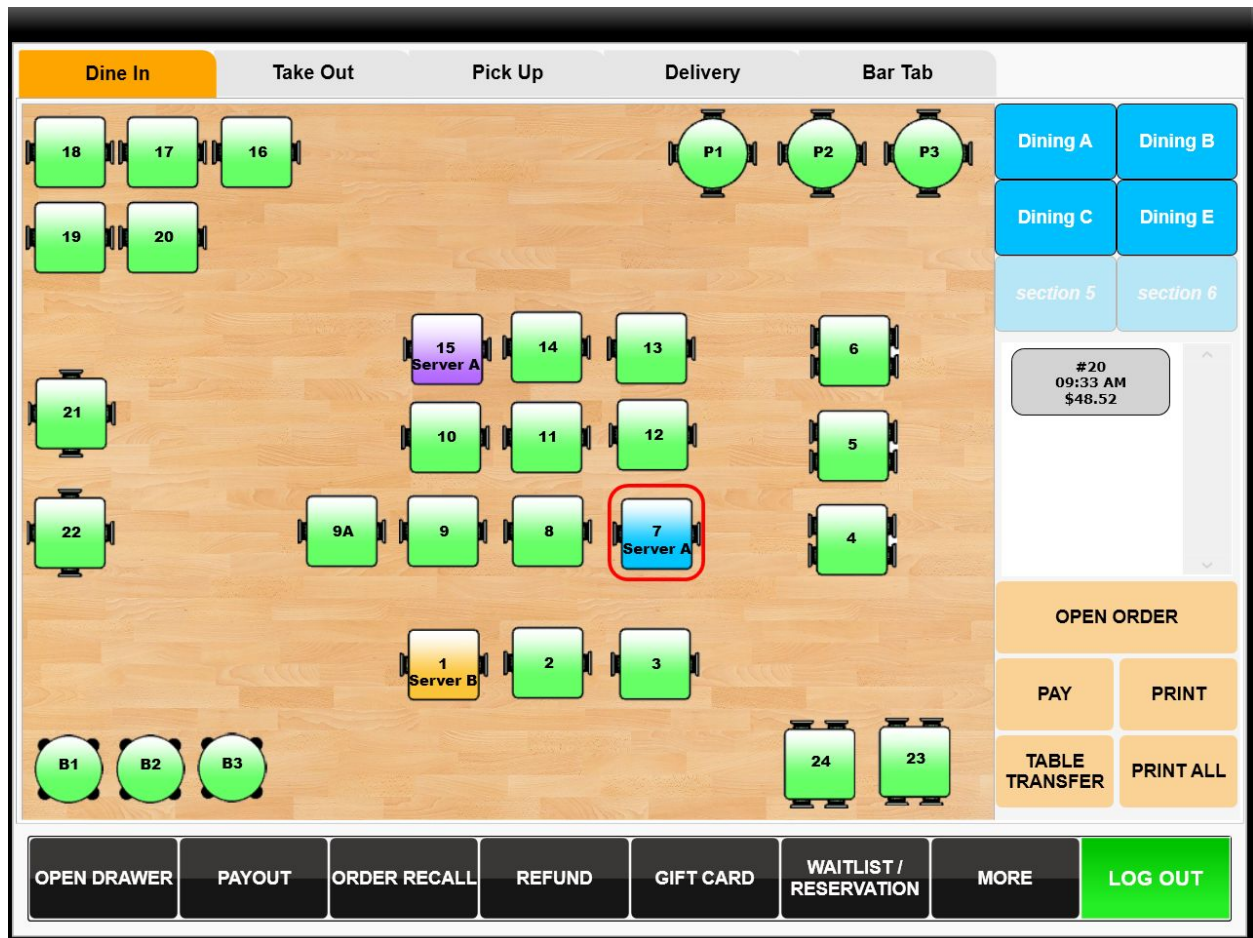 Dine In
Take Out
Pick Up
Delivery
Bar Tab
18
17
16
P1
P2
P3
19
20
15
Server A
14
13
6
21
10
11
12
5
22
9A
9
8
7
Server A
4
1
Server B
2
3
B1
B2
B3
24
23
Dining A
Dining B
Dining C
Dining E
section 5
section 6
#20
09:33 AM
$48.52
OPEN ORDER
PAY
PRINT
TABLE
TRANSFER
PRINT ALL
OPEN DRAWER
PAYOUT
ORDER RECALL
REFUND
GIFT CARD
WAITLIST /
RESERVATION
MORE
LOG OUT